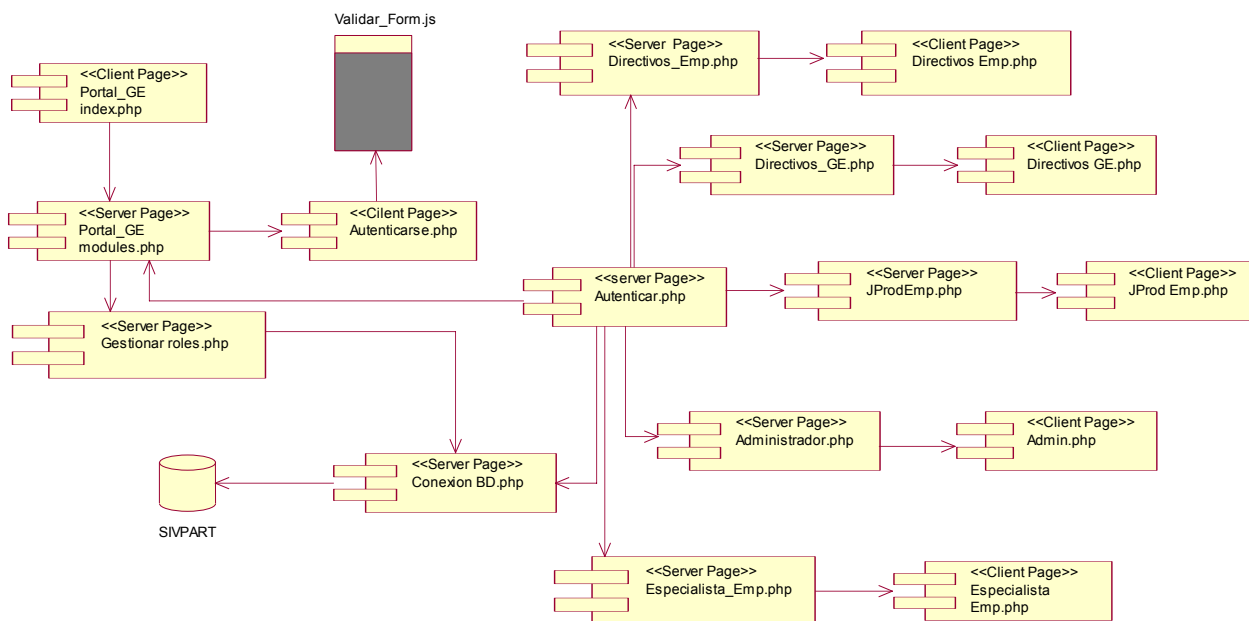 Validar_Form.js
<<Client Page>>
Portal_GE
index.php
<<Server  Page>>
Directivos_Emp.php
<<Client Page>>
Directivos Emp.php
<<Server Page>>
Directivos_GE.php
<<Client Page>>
Directivos GE.php
<<Server Page>>
Portal_GE
modules.php
<<Cilent Page>>
Autenticarse.php
<<server Page>>
Autenticar.php
<<Server Page>>
JProdEmp.php
<<Client Page>>
JProd Emp.php
<<Server Page>>
Gestionar roles.php
<<Server Page>>
Administrador.php
<<Client Page>>
Admin.php
<<Server Page>>
Conexion BD.php
SIVPART
<<Server Page>>
Especialista_Emp.php
<<Client Page>>
Especialista
Emp.php